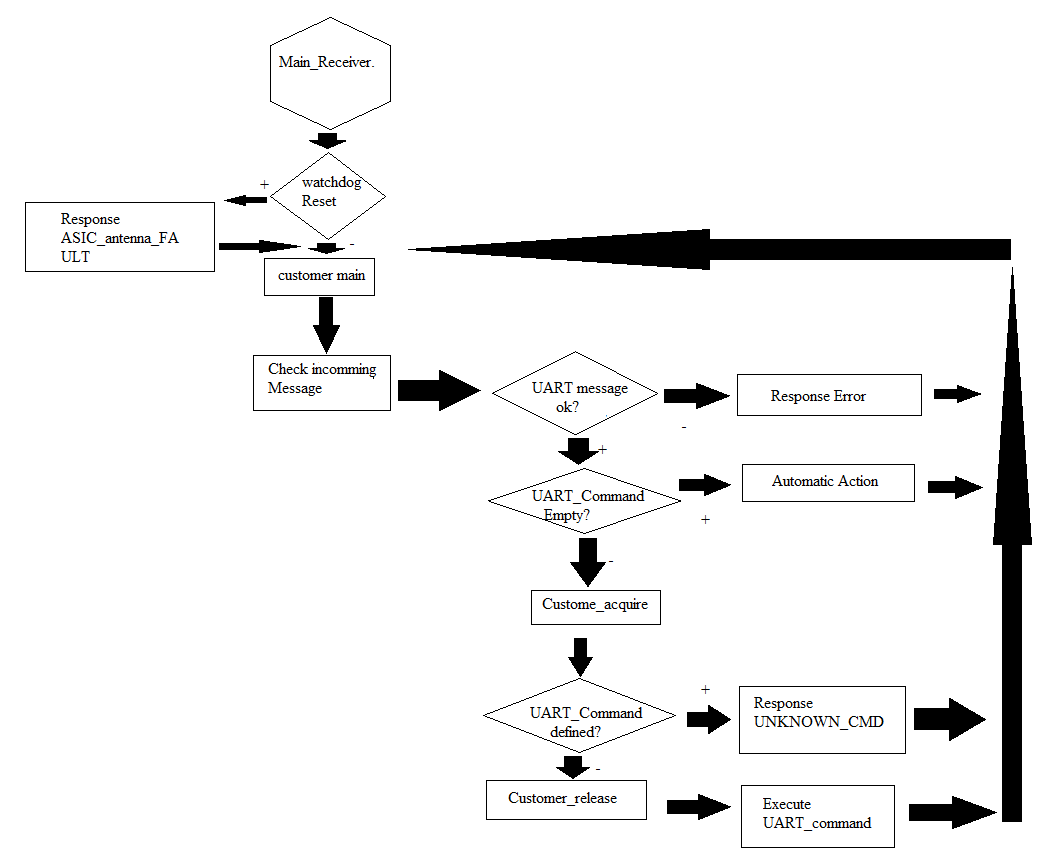 Main_Receiver.
watchdog
Reset
+
-
Response
ASIC_antenna_FA
ULT
customer main
Check incomming
Message
UART message
ok?
-
+
Response Error
UART_Command
Empty?
+
-
Automatic Action
Custome_acquire
UART_Command
defined?
+
-
Response
UNKNOWN_CMD
Customer_release
Execute
UART_command